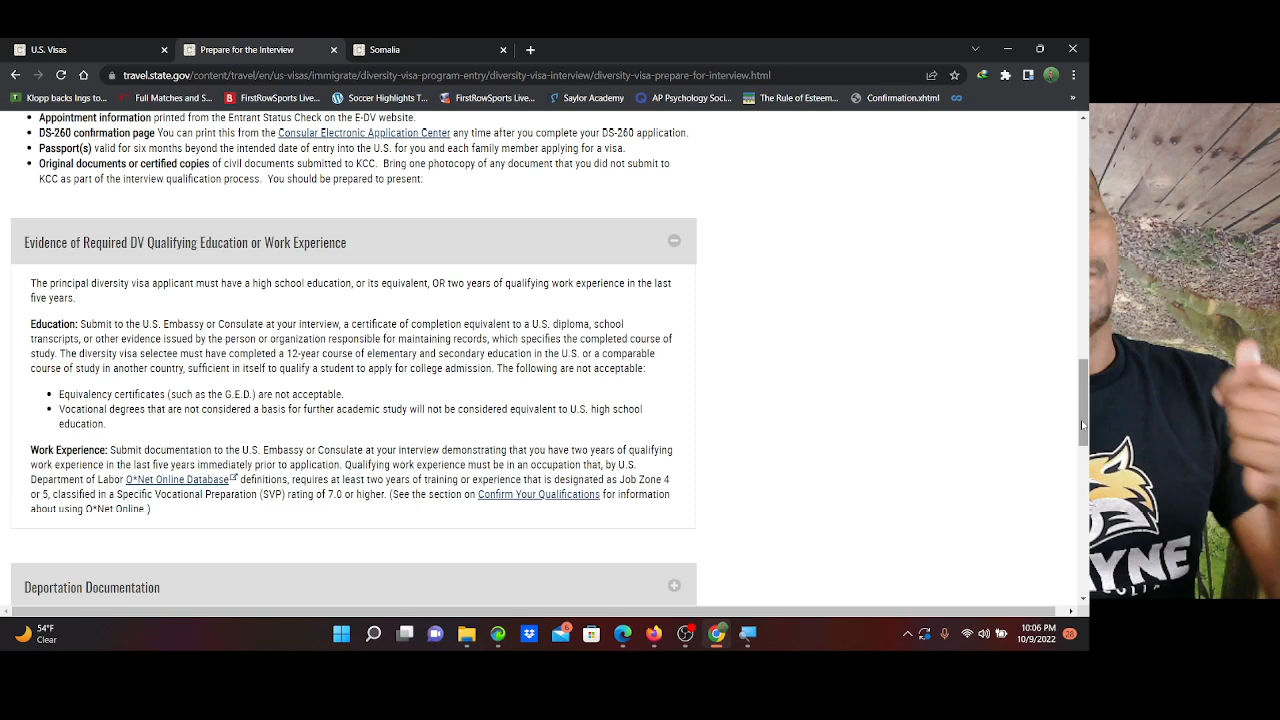 U.S. Visas
Prepare for the Interview
Somalia
travel.state.gov/content/travel/en/us-visas/immigrate/diversity-visa-program-entry/diversity-visa-interview/diversity-visa-prepare-for-interview.html
Klopp backs Ings to...
Full Matches and S...
FirstRowSports Live...
Soccer Highlights T...
FirstRowSports Live...
Saylor Academy
AP Psychology Soci...
The Rule of Esteem...
Confirmation.xhtml
»
• Appointment information printed from the Entrant Status Check on the E-DV website.
• DS-260 confirmation page You can print this from the Consular Electronic Application Center any time after you complete your DS-260 application.
• Passport(s) valid for six months beyond the intended date of entry into the U.S. for you and each family member applying for a visa.
• Original documents or certified copies of civil documents submitted to KCC. Bring one photocopy of any document that you did not submit to
KCC as part of the interview qualification process. You should be prepared to present:
Evidence of Required DV Qualifying Education or Work Experience
The principal diversity visa applicant must have a high school education, or its equivalent, OR two years of qualifying work experience in the last
five years.
Education: Submit to the U.S. Embassy or Consulate at your interview, a certificate of completion equivalent to a U.S. diploma, school
transcripts, or other evidence issued by the person or organization responsible for maintaining records, which specifies the completed course of
study. The diversity visa selectee must have completed a 12-year course of elementary and secondary education in the U.S. or a comparable
course of study in another country, sufficient in itself to qualify a student to apply for college admission. The following are not acceptable:
• Equivalency certificates (such as the G.E.D.) are not acceptable.
• Vocational degrees that are not considered a basis for further academic study will not be considered equivalent to U.S. high school
education.
Work Experience: Submit documentation to the U.S. Embassy or Consulate at your interview demonstrating that you have two years of qualifying
work experience in the last five years immediately prior to application. Qualifying work experience must be in an occupation that, by U.S.
Department of Labor O*Net Online Database definitions, requires at least two years of training or experience that is designated as Job Zone 4
or 5, classified in a Specific Vocational Preparation (SVP) rating of 7.0 or higher. (See the section on Confirm Your Qualifications for information
about using O*Net Online )
Deportation Documentation
54°F
Clear
6
10:06 PM
10/9/2022
28
YNE